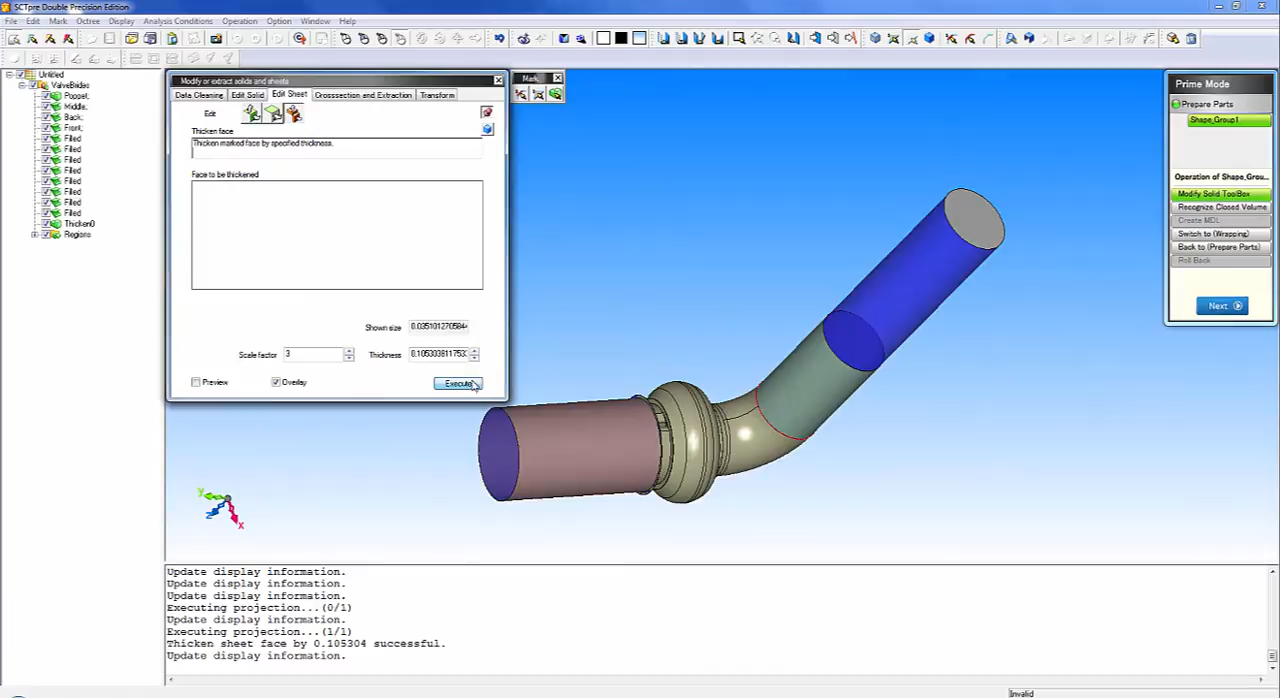 SCTpre Double Precision Edition
File Edit Mark Octree Display Analysis Conditions Operation Option Window Help
Untitled
ValveBrides
Poppet;
Middle;
Back;
Front;
Filled
Filled
Filled
Filled
Filled
Filled
Filled
Filled
Thicken0
Regions
Modify or extract solids and sheets
Data Cleaning Edit Solid Edit Sheet Crosssection and Extraction Transform
Edit
Thicken face
Thicken marked face by specified thickness.
Face to be thickened
Shown size
Scale factor 3 Thickness
Preview Overlay Execute
Mark
Y
Z
X
Prime Mode
Prepare Parts
Shape_Group1
Operation of Shape_Grou...
Modify Solid ToolBox
Recognize Closed Volume
Create MDL
Switch to (Wrapping)
Back to (Prepare Parts)
Roll Back
Next
Update display information.
Update display information.
Update display information.
Executing projection...(0/1)
Update display information.
Executing projection...(1/1)
Thicken sheet face by 0.105304 successful.
Update display information.
Invalid